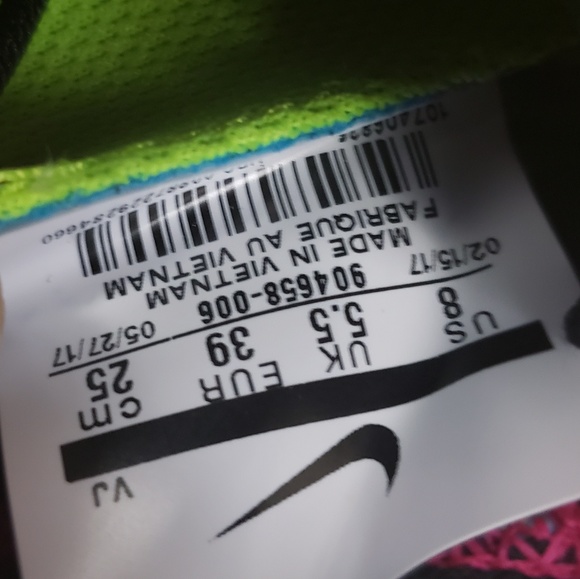 VJ
US UK EUR cm
8 5.5 39 25
02/15/17 904658-006 05/27/17
MADE IN VIETNAM
FABRIQUE AU VIETNAM